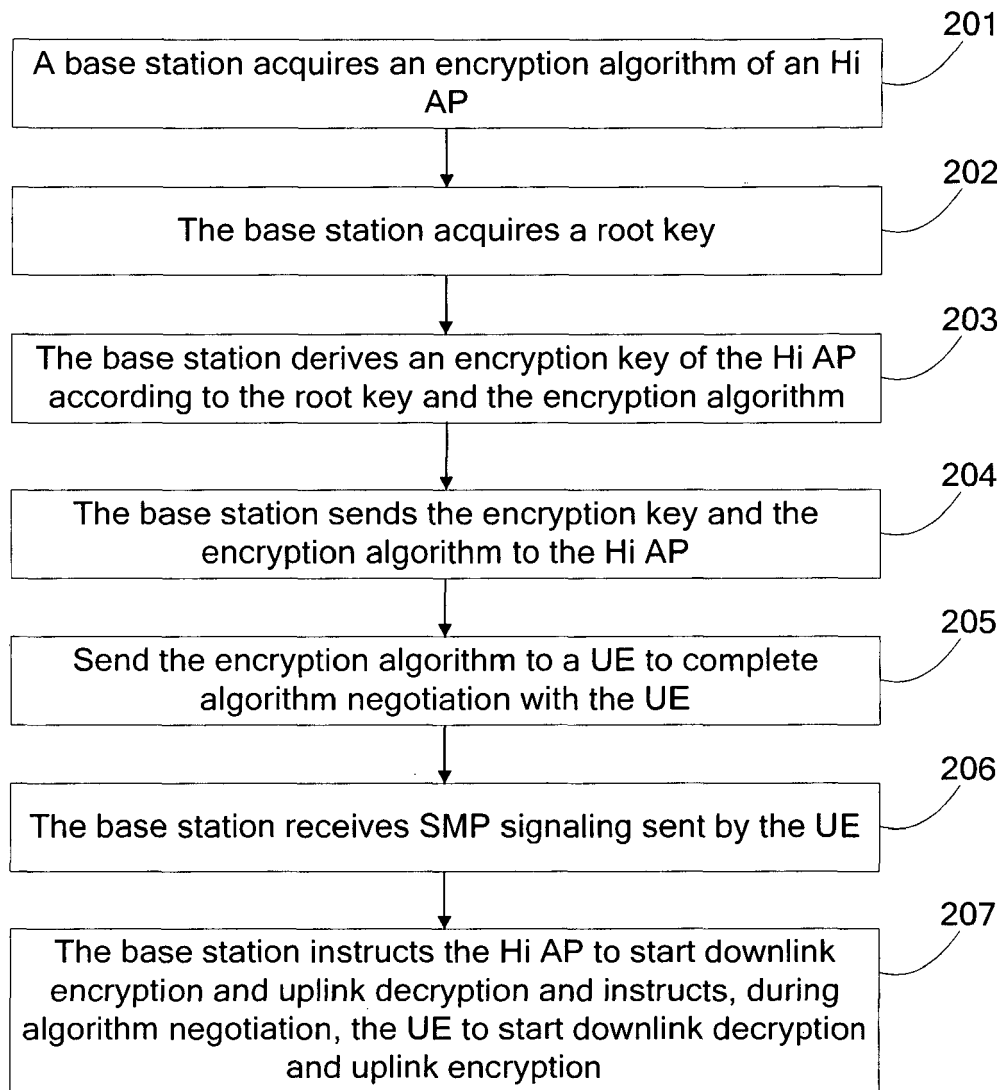 201
A base station acquires an encryption algorithm of an Hi
AP
202
The base station acquires a root key
203
The base station derives an encryption key of the Hi AP
according to the root key and the encryption algorithm
204
The base station sends the encryption key and the
encryption algorithm to the Hi AP
205
Send the encryption algorithm to a UE to complete
algorithm negotiation with the UE
206
The base station receives SMP signaling sent by the UE
207
The base station instructs the Hi AP to start downlink
encryption and uplink decryption and instructs, during
algorithm negotiation, the UE to start downlink decryption
and uplink encryption